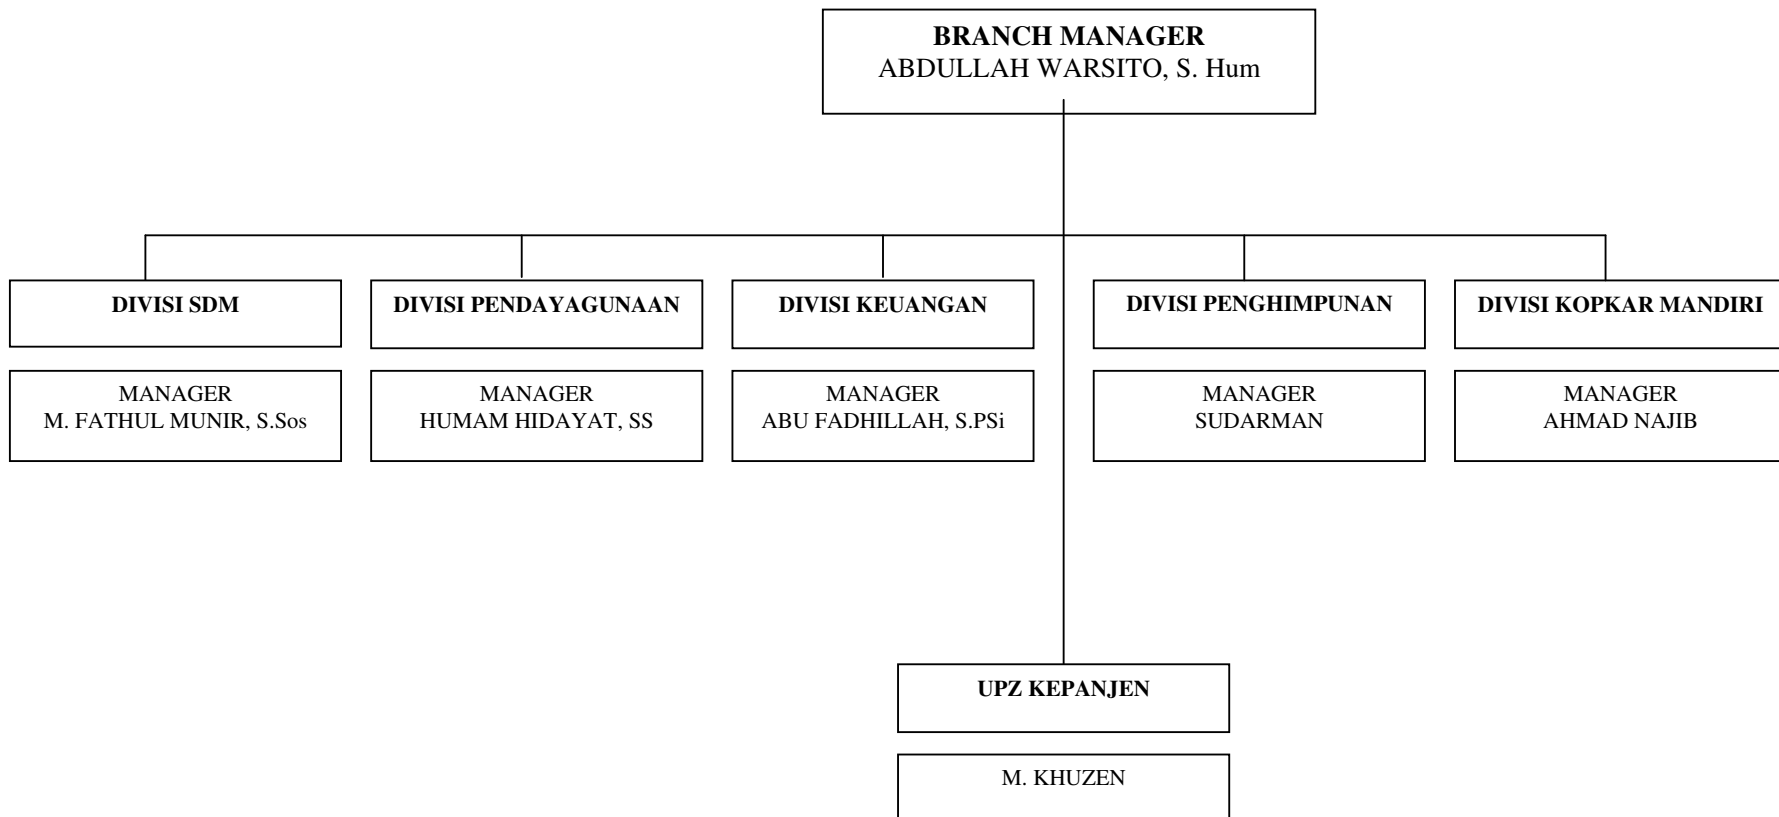 BRANCH MANAGER
ABDULLAH WARSITO, S. Hum
DIVISI SDM
DIVISI PENDAYAGUNAAN
DIVISI KEUANGAN
DIVISI PENGHIMPUNAN
DIVISI KOPKAR MANDIRI
MANAGER
M. FATHUL MUNIR, S.Sos
MANAGER
HUMAM HIDAYAT, SS
MANAGER
ABU FADHILLAH, S.PSi
MANAGER
SUDARMAN
MANAGER
AHMAD NAJIB
UPZ KEPANJEN
M. KHUZEN